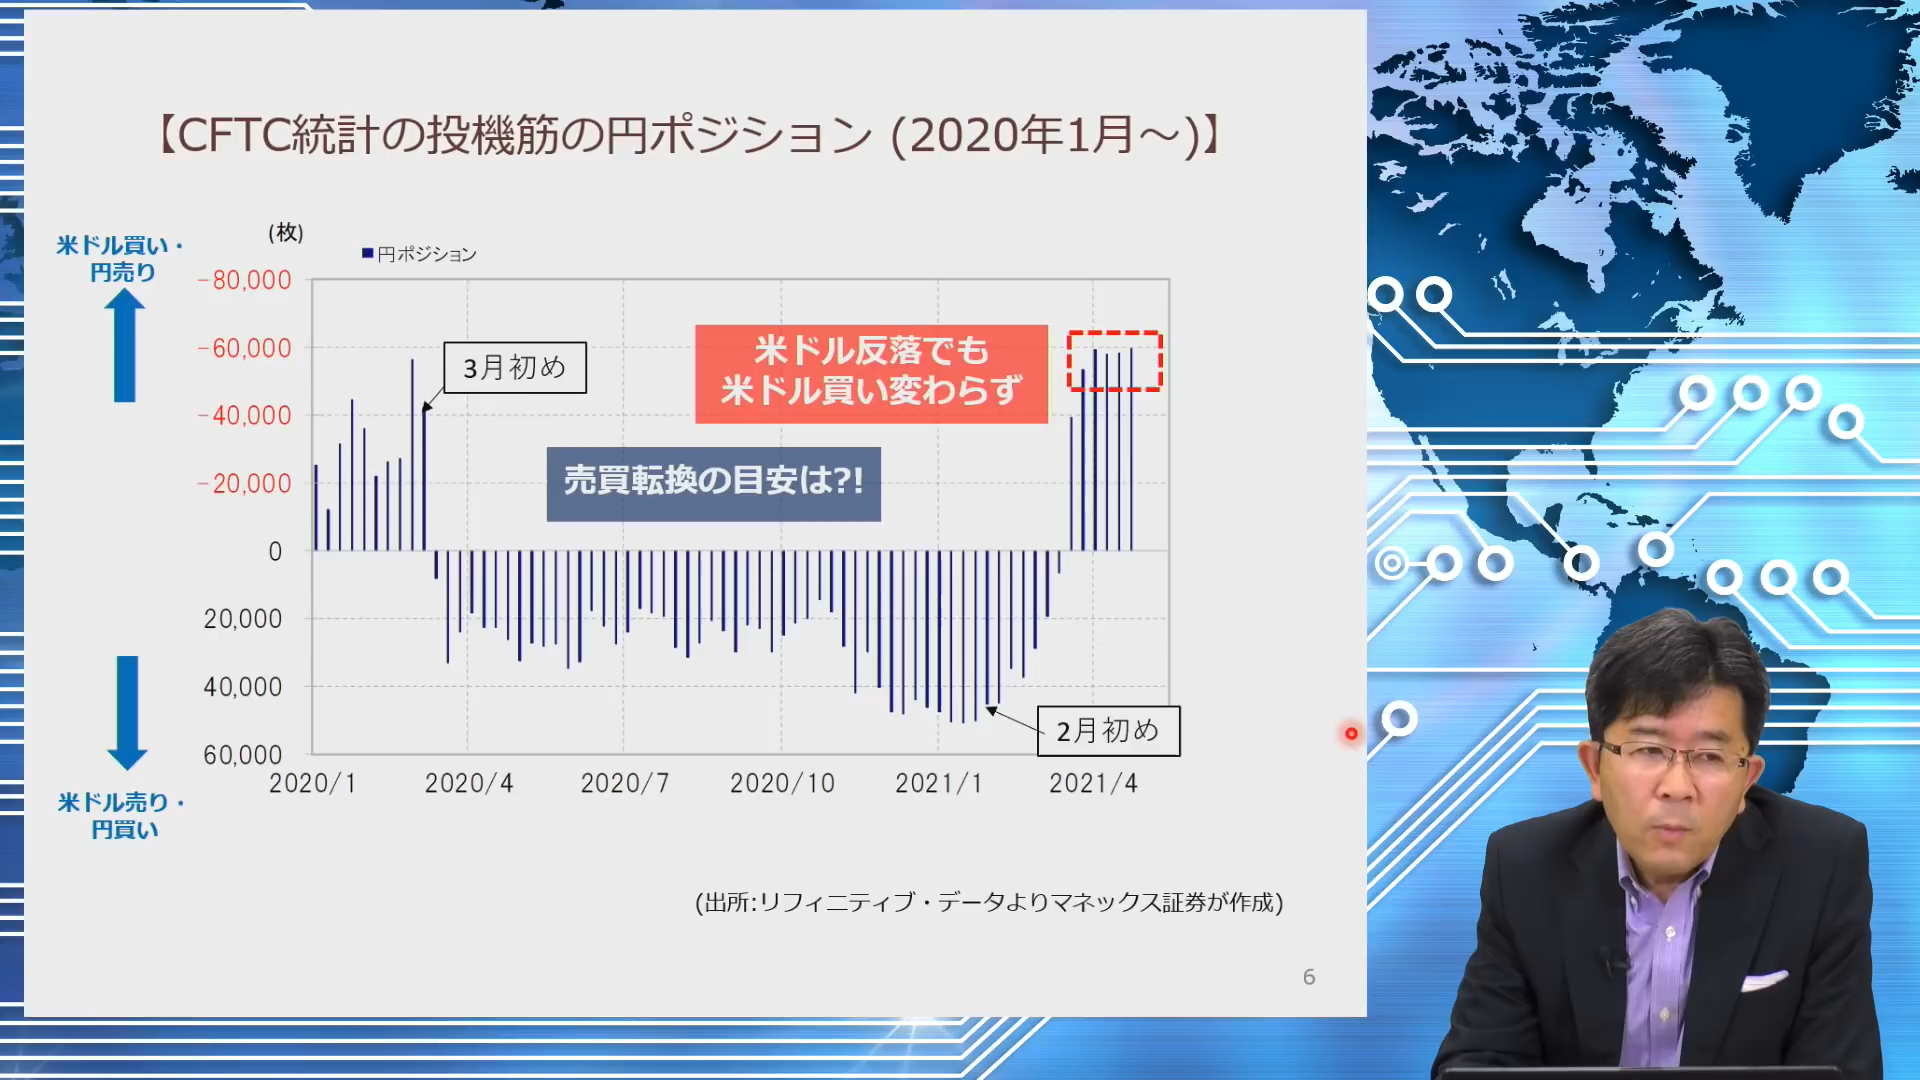 【CFTC統計の投機筋の円ポジション (2020年1月～)】
(枚)
米ドル買い・
円売り
■円ポジション
-80,000
-60,000
-40,000
-20,000
0
20,000
40,000
60,000
3月初め
米ドル反落でも
米ドル買い変わらず
売買転換の目安は?!
2月初め
2020/1
2020/4
2020/7
2020/10
2021/1
2021/4
米ドル売り・
円買い
(出所:リフィニティブ・データよりマネックス証券が作成)
6